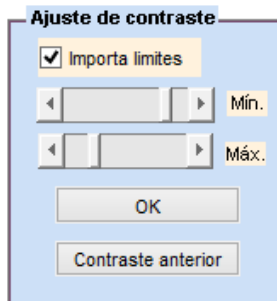 Ajuste de contraste
Importa limites
Mín.
Máx.
OK
Contraste anterior